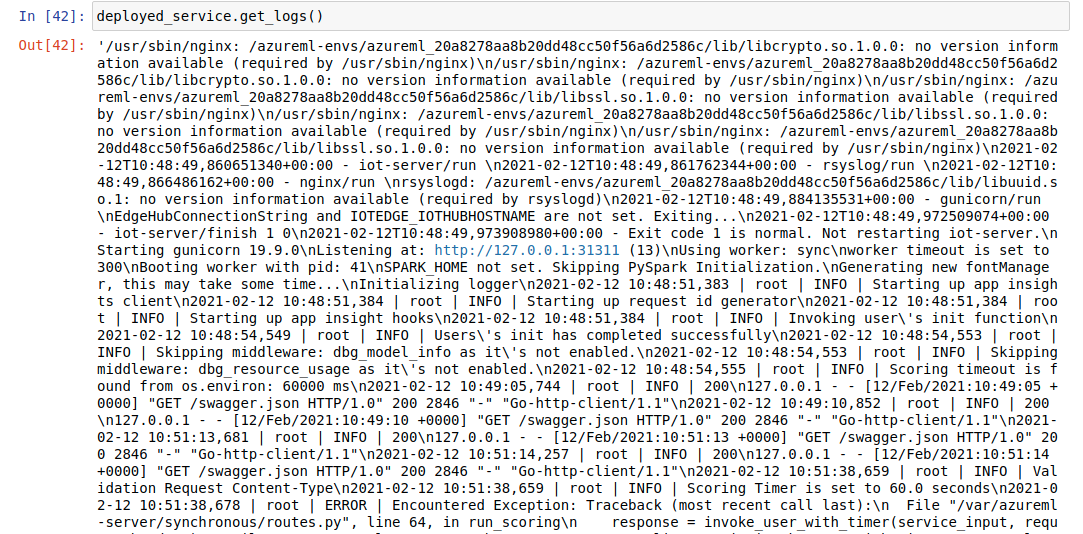 In [42]: deployed_service.get_logs()
Out[42]: '/usr/sbin/nginx: /azureml-envs/azureml_20a8278aa8b20dd48cc50f56a6d2586c/lib/libcrypto.so.1.0.0: no version inform
ation available (required by /usr/sbin/nginx)\n/usr/sbin/nginx: /azureml-envs/azureml_20a8278aa8b20dd48cc50f56a6d2
586c/lib/libcrypto.so.1.0.0: no version information available (required by /usr/sbin/nginx)\n/usr/sbin/nginx: /azu
reml-envs/azureml_20a8278aa8b20dd48cc50f56a6d2586c/lib/libssl.so.1.0.0: no version information available (required
by /usr/sbin/nginx)\n/usr/sbin/nginx: /azureml-envs/azureml_20a8278aa8b20dd48cc50f56a6d2586c/lib/libssl.so.1.0.0:
no version information available (required by /usr/sbin/nginx)\n/usr/sbin/nginx: /azureml-envs/azureml_20a8278aa8b
20dd48cc50f56a6d2586c/lib/libssl.so.1.0.0: no version information available (required by /usr/sbin/nginx)\n2021-02
-12T10:48:49,860651340+00:00 - iot-server/run \n2021-02-12T10:48:49,861762344+00:00 - rsyslog/run \n2021-02-12T10:
48:49,866486162+00:00 - nginx/run \nrsyslogd: /azureml-envs/azureml_20a8278aa8b20dd48cc50f56a6d2586c/lib/libuuid.s
o.1: no version information available (required by rsyslogd)\n2021-02-12T10:48:49,884135531+00:00 - gunicorn/run
\nEdgeHubConnectionString and IOTEDGE_IOTHUBHOSTNAME are not set. Exiting...\n2021-02-12T10:48:49,972509074+00:00
- iot-server/finish 1 0\n2021-02-12T10:48:49,973908980+00:00 - Exit code 1 is normal. Not restarting iot-server.\n
Starting gunicorn 19.9.0\nListening at: http://127.0.0.1:31311 (13)\nUsing worker: sync\nworker timeout is set to
300\nBooting worker with pid: 41\nSPARK_HOME not set. Skipping PySpark Initialization.\nGenerating new fontManage
r, this may take some time...\nInitializing logger\n2021-02-12 10:48:51,383 | root | INFO | Starting up app insigh
ts client\n2021-02-12 10:48:51,384 | root | INFO | Starting up request id generator\n2021-02-12 10:48:51,384 | roo
t | INFO | Starting up app insight hooks\n2021-02-12 10:48:51,384 | root | INFO | Invoking user\'s init function\n
2021-02-12 10:48:54,549 | root | INFO | Users\'s init has completed successfully\n2021-02-12 10:48:54,553 | root |
INFO | Skipping middleware: dbg_model_info as it\'s not enabled.\n2021-02-12 10:48:54,553 | root | INFO | Skipping
middleware: dbg_resource_usage as it\'s not enabled.\n2021-02-12 10:48:54,555 | root | INFO | Scoring timeout is f
ound from os.environ: 60000 ms\n2021-02-12 10:49:05,744 | root | INFO | 200\n127.0.0.1 - - [12/Feb/2021:10:49:05 +
0000] "GET /swagger.json HTTP/1.0" 200 2846 "-" "Go-http-client/1.1"\n2021-02-12 10:49:10,852 | root | INFO | 200
\n127.0.0.1 - - [12/Feb/2021:10:49:10 +0000] "GET /swagger.json HTTP/1.0" 200 2846 "-" "Go-http-client/1.1"\n2021-
02-12 10:51:13,681 | root | INFO | 200\n127.0.0.1 - - [12/Feb/2021:10:51:13 +0000] "GET /swagger.json HTTP/1.0" 20
0 2846 "-" "Go-http-client/1.1"\n2021-02-12 10:51:14,257 | root | INFO | 200\n127.0.0.1 - - [12/Feb/2021:10:51:14
+0000] "GET /swagger.json HTTP/1.0" 200 2846 "-" "Go-http-client/1.1"\n2021-02-12 10:51:38,659 | root | INFO | Val
idation Request Content-Type\n2021-02-12 10:51:38,659 | root | INFO | Scoring Timer is set to 60.0 seconds\n2021-0
2-12 10:51:38,678 | root | ERROR | Encountered Exception: Traceback (most recent call last):\n  File "/var/azureml
-server/synchronous/routes.py", line 64, in run_scoring\n    response = invoke_user_with_timer(service_input, requ